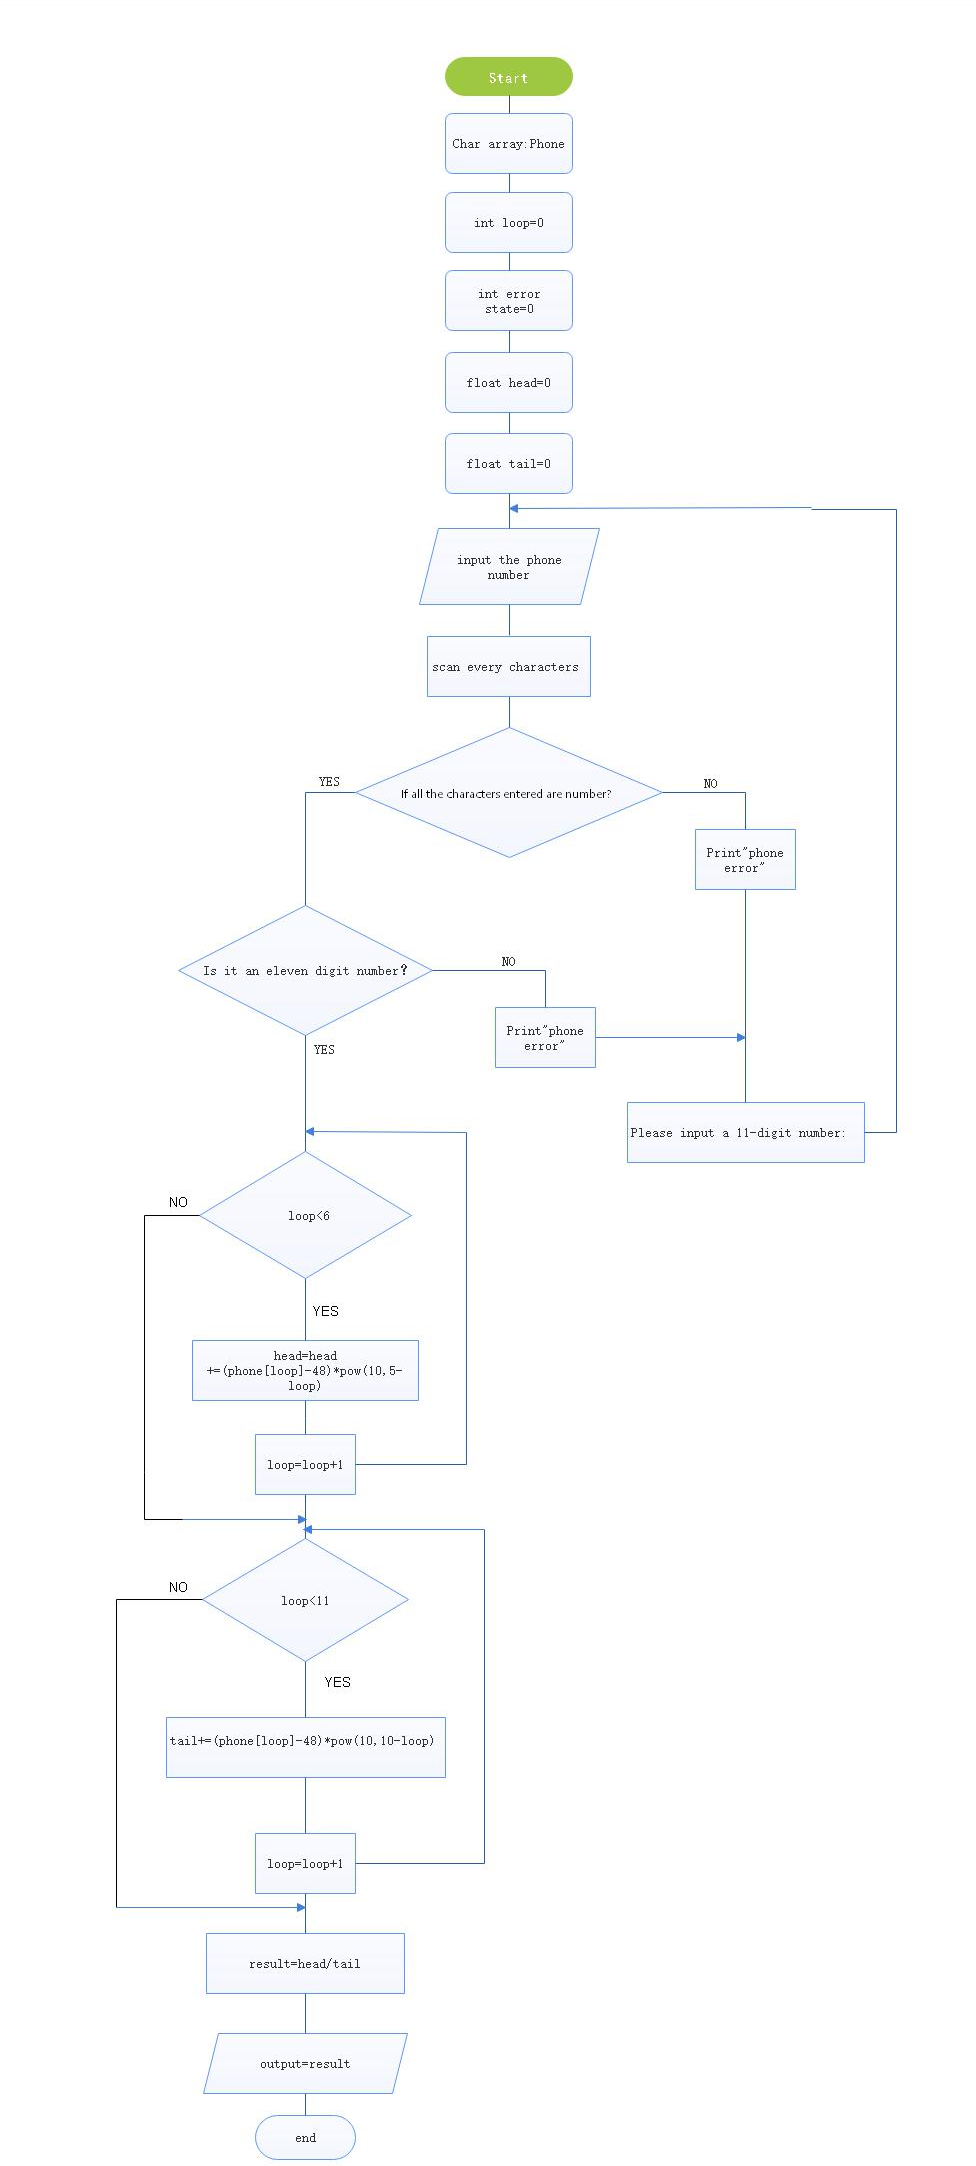 Start
Char array:Phone
int loop=0
int error
state=0
float head=0
float tail=0
input the phone
number
scan every characters
If all the characters entered are number?
YES
NO
Print"phone
error"
Is it an eleven digit number?
NO
Print"phone
error"
YES
Please input a 11-digit number:
NO
loop<6
YES
head=head
+=(phone[loop]-48)*pow(10,5-
loop)
loop=loop+1
NO
loop<11
YES
tail+=(phone[loop]-48)*pow(10,10-loop)
loop=loop+1
result=head/tail
output=result
end